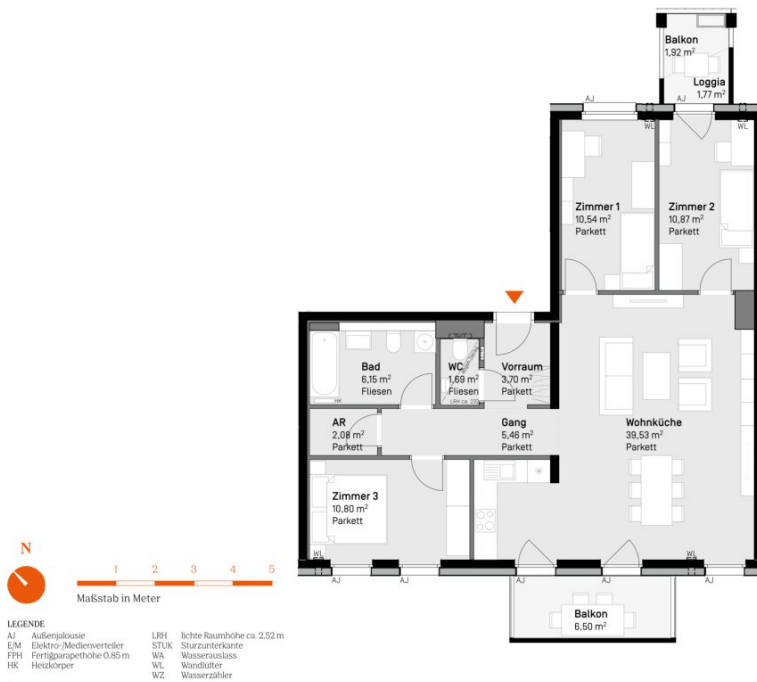 Balkon
1,92 m²
Loggia
1,77 m²
AJ
AJ
WL
WL
Zimmer 1
10,54 m²
Parkett
Zimmer 2
10,87 m²
Parkett
Bad
6,15 m²
Fliesen
HK
WC
1,69 m²
Fliesen
LRH ca. 230
Vorraum
3,70 m²
Parkett
AR
2,08 m²
Parkett
Gang
5,46 m²
Parkett
Wohnküche
39,53 m²
Parkett
Zimmer 3
10,80 m²
Parkett
WL
WL
AJ
AJ
AJ
AJ
AJ
Balkon
6,50 m²
N
1 2 3 4 5
Maßstab in Meter
LEGENDE
AJ Außenjalousie
E/M Elektro-/Medienverteiler
FPH Fertigparapethöhe 0,85 m
HK Heizkörper
LRH lichte Raumhöhe ca. 2,52 m
STUK Sturzunterkante
WA Wasserauslass
WL Wandlüfter
WZ Wasserzähler